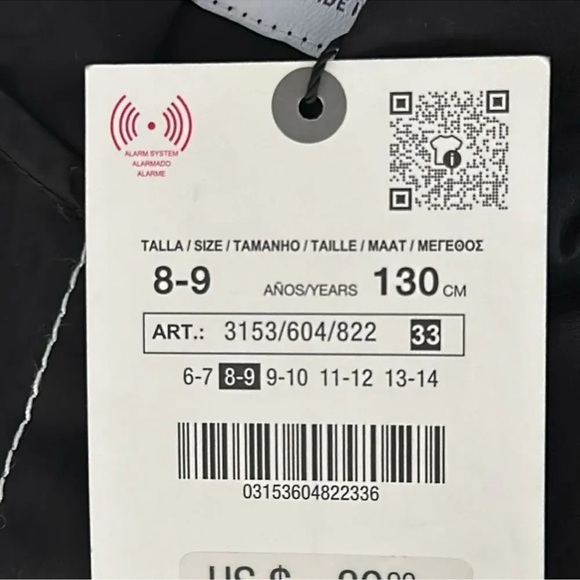 ALARM SYSTEM
ALARMADO
ALARME
TALLA / SIZE / TAMANHO / TAILLE / MAAT / ΜΕΓΕΘΟΣ
8-9 AÑOS/YEARS 130 CM
ART.: 3153/604/822 33
6-7 8-9 9-10 11-12 13-14
03153604822336
US $